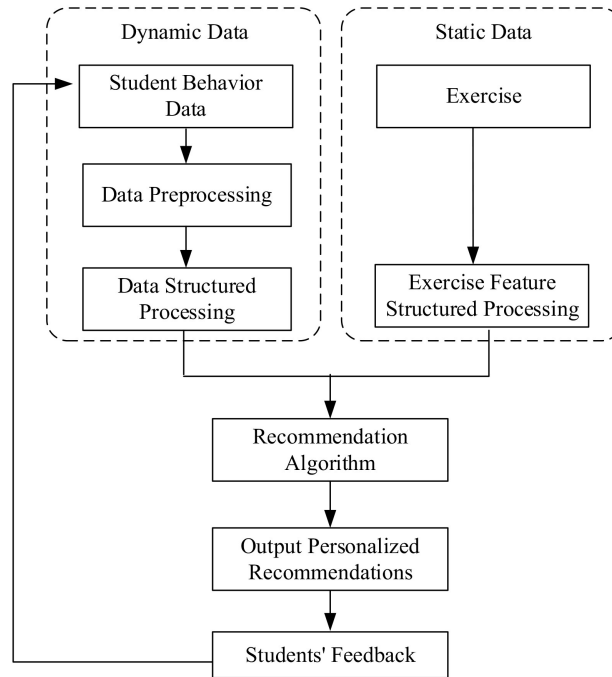 Dynamic Data
Student Behavior
Data
Data Preprocessing
Data Structured
Processing
Static Data
Exercise
Exercise Feature
Structured Processing
Recommendation
Algorithm
Output Personalized
Recommendations
Students' Feedback